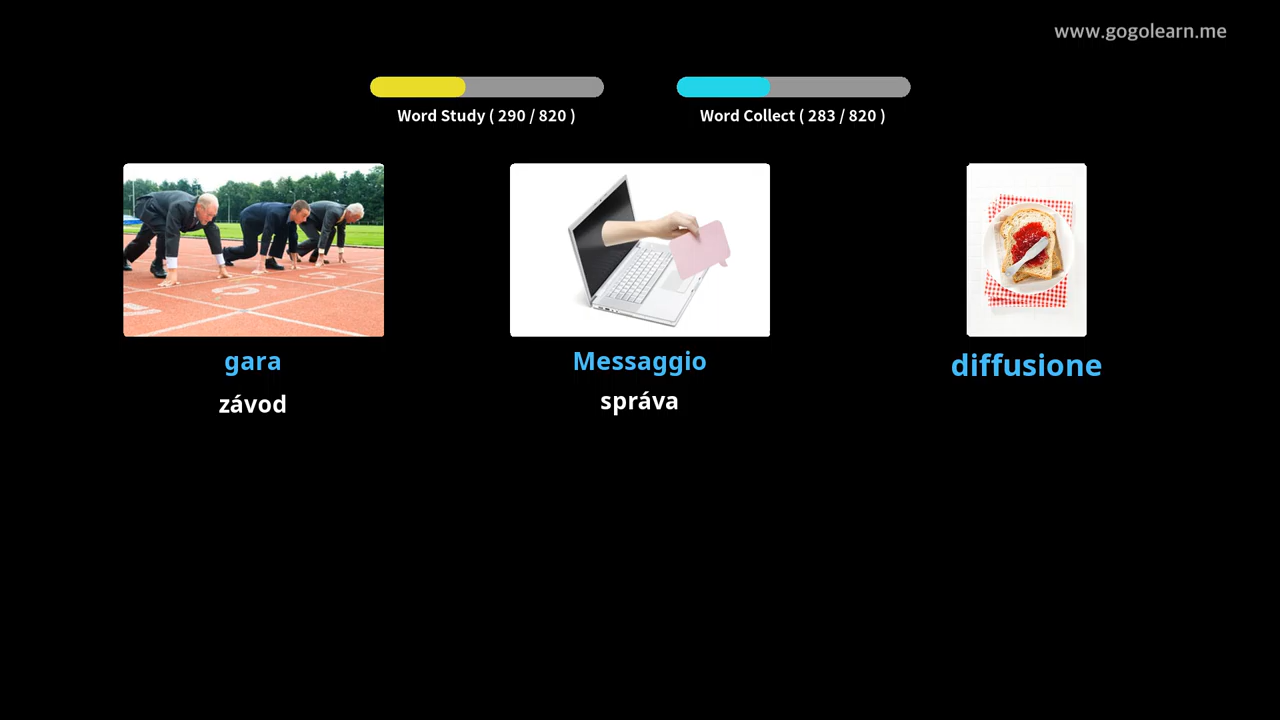 www.gogolearn.me
Word Study ( 290 / 820 )
Word Collect ( 283 / 820 )
gara
Messaggio
diffusione
závod
správa